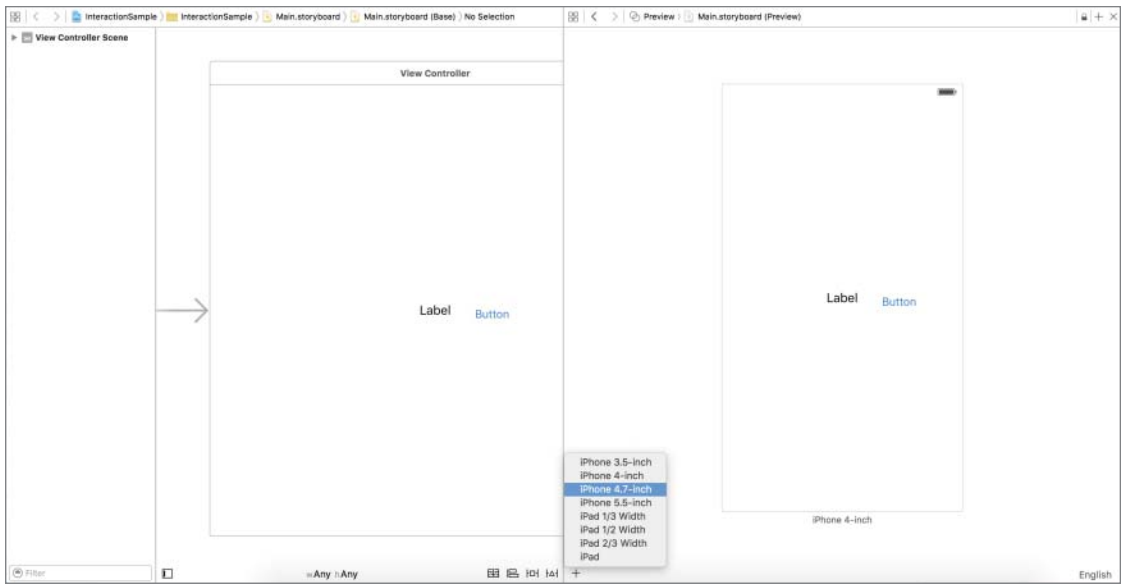 InteractionSample InteractionSample Main.storyboard Main.storyboard (Base) No Selection
Preview Main.storyboard (Preview)
View Controller Scene
View Controller
Label
Button
Label
Button
iPhone 3.5-inch
iPhone 4-inch
iPhone 4.7-inch
iPhone 5.5-inch
iPad 1/3 Width
iPad 1/2 Width
iPad 2/3 Width
iPad
iPhone 4-inch
Filter
wAny hAny
English